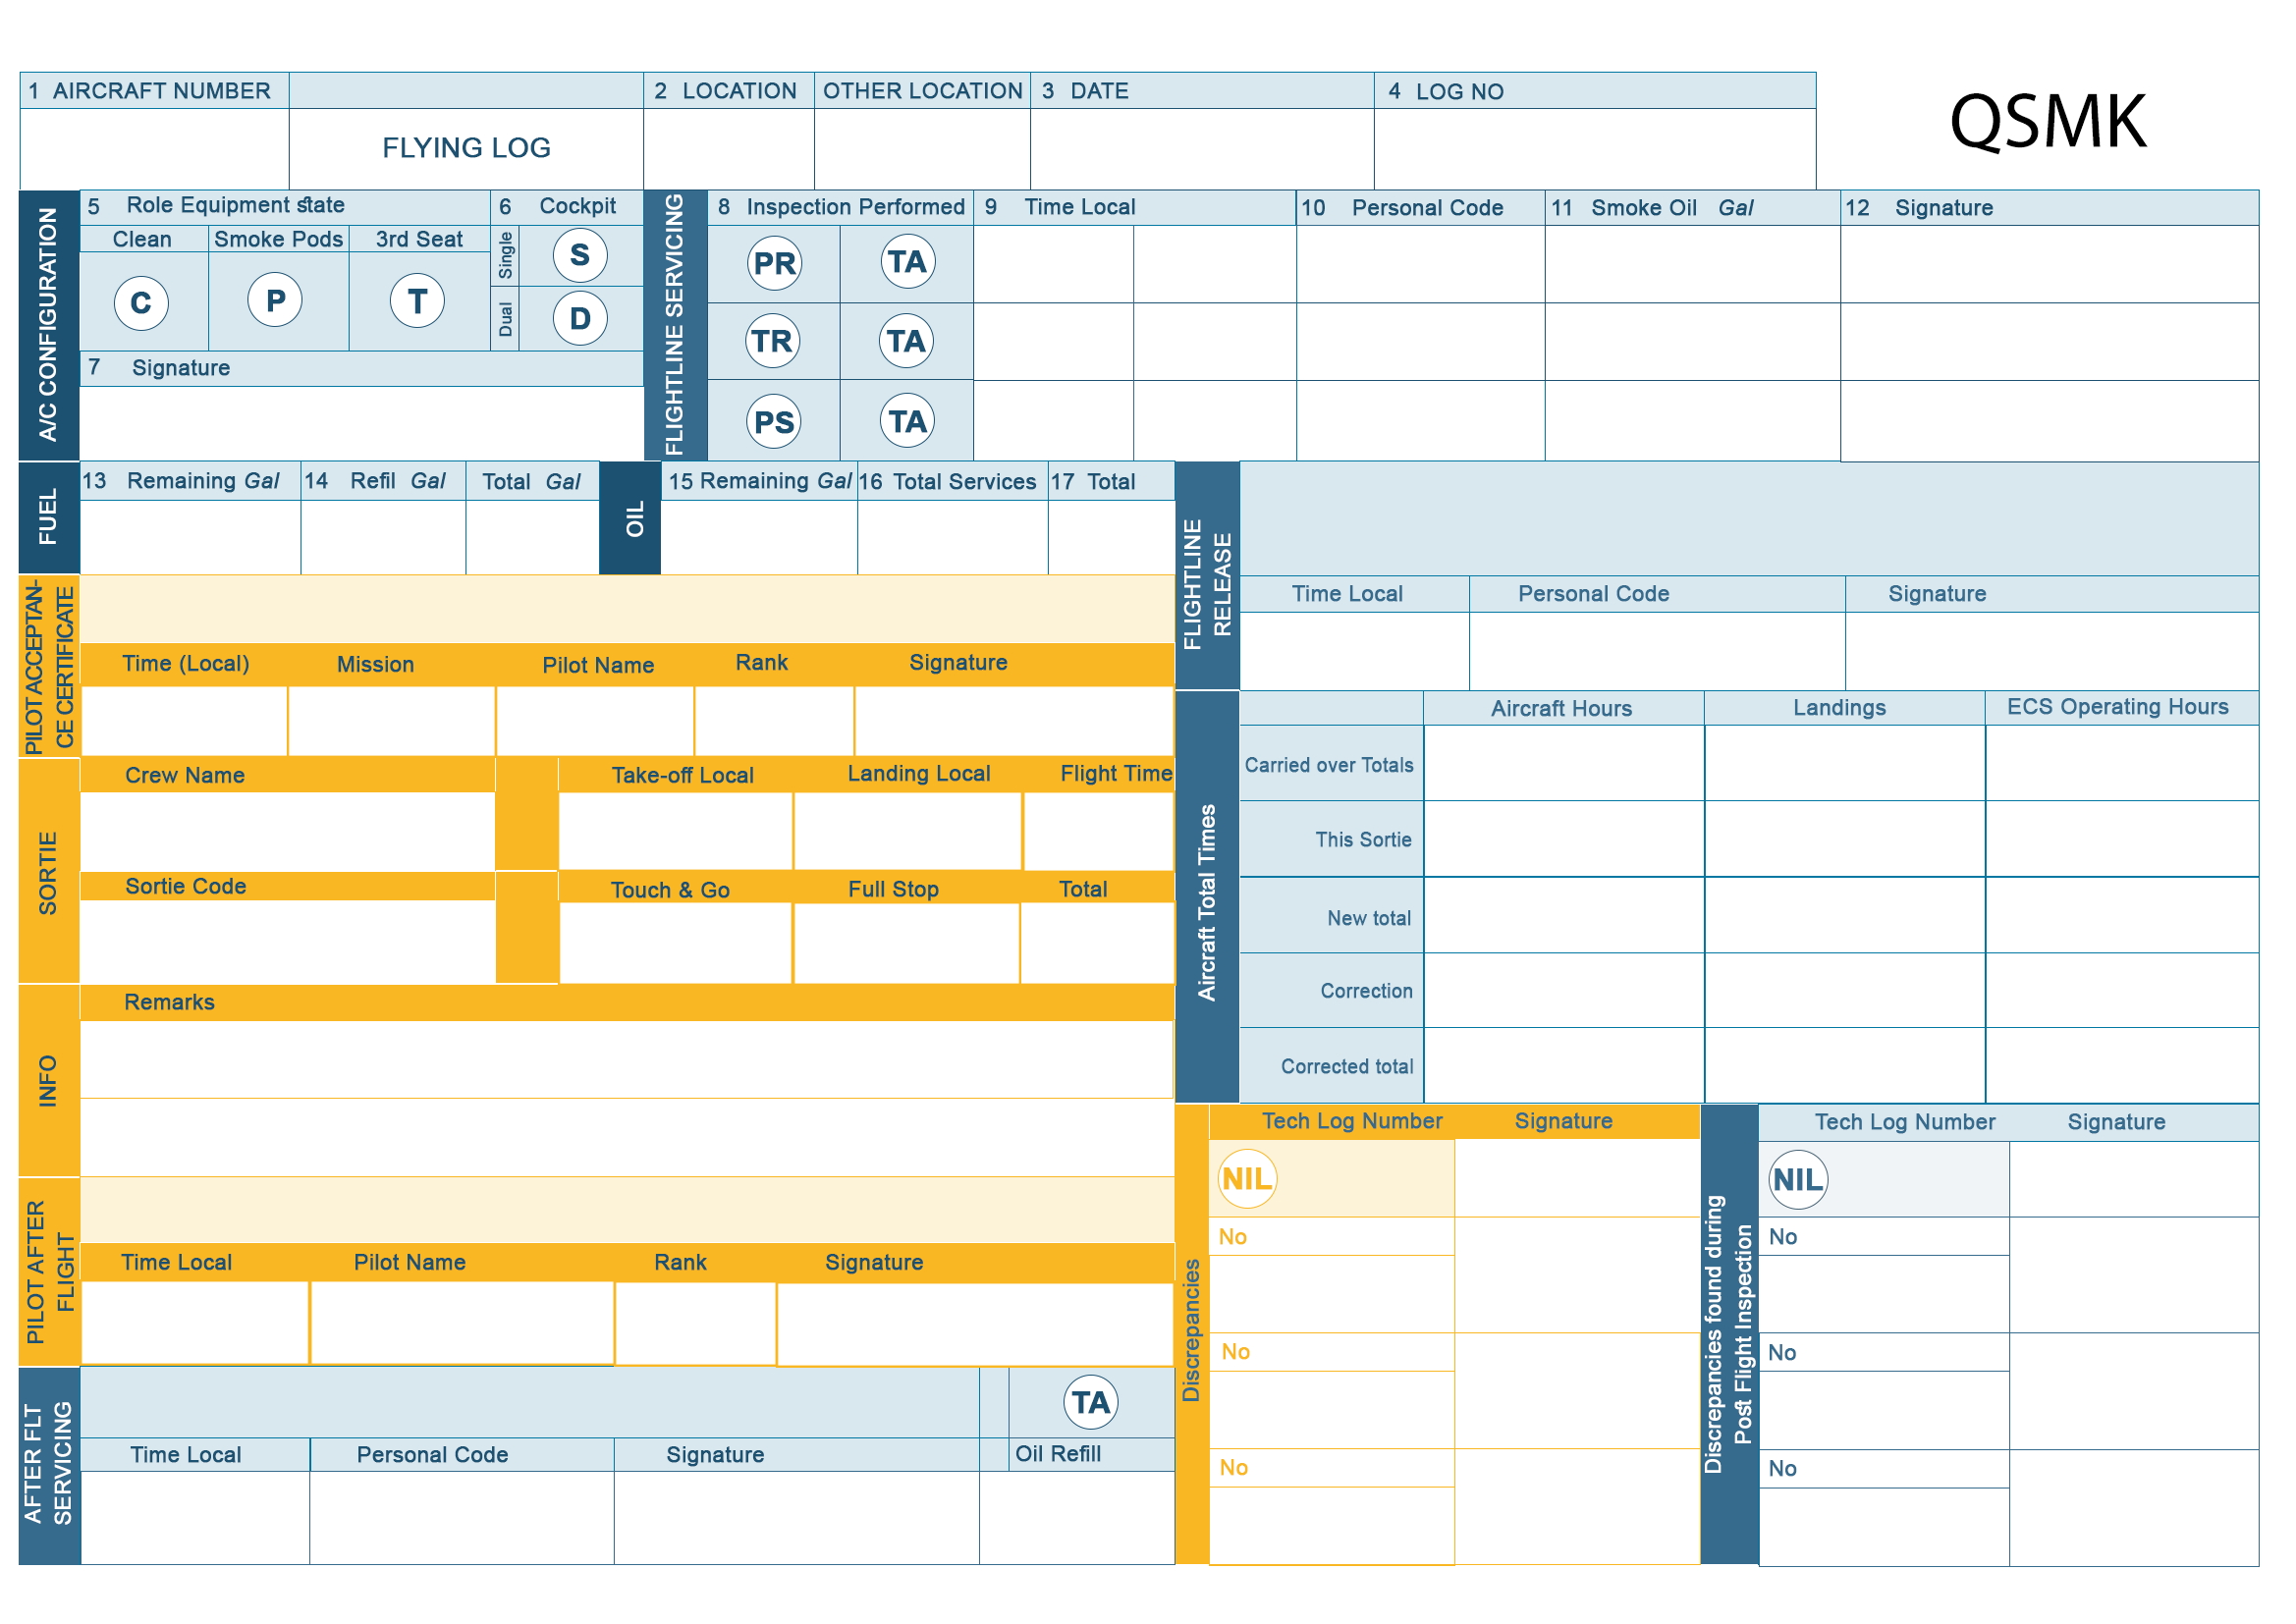 1 AIRCRAFT NUMBER 2 LOCATION OTHER LOCATION 3 DATE 4 LOG NO
QSMK
FLYING LOG
A/C CONFIGURATION
5 Role Equipment state 6 Cockpit
Clean Smoke Pods 3rd Seat
Single S
C P T
Dual D
7 Signature
FLIGHTLINE SERVICING
8 Inspection Performed 9 Time Local 10 Personal Code 11 Smoke Oil Gal 12 Signature
PR TA
TR TA
PS TA
FUEL
13 Remaining Gal 14 Refil Gal Total Gal
OIL
15 Remaining Gal 16 Total Services 17 Total
FLIGHTLINE
RELEASE
Time Local Personal Code Signature
PILOT ACCEPTAN-
CE CERTIFICATE
Time (Local) Mission Pilot Name Rank Signature
SORTIE
Crew Name Take-off Local Landing Local Flight Time
Sortie Code Touch & Go Full Stop Total
Aircraft Total Times
Aircraft Hours Landings ECS Operating Hours
Carried over Totals
This Sortie
New total
Correction
Corrected total
INFO
Remarks
PILOT AFTER
FLIGHT
Time Local Pilot Name Rank Signature
AFTER FLT
SERVICING
TA
Time Local Personal Code Signature Oil Refill
Discrepancies
Tech Log Number Signature
NIL
No
No
No
Discrepancies found during
Post Flight Inspection
Tech Log Number Signature
NIL
No
No
No